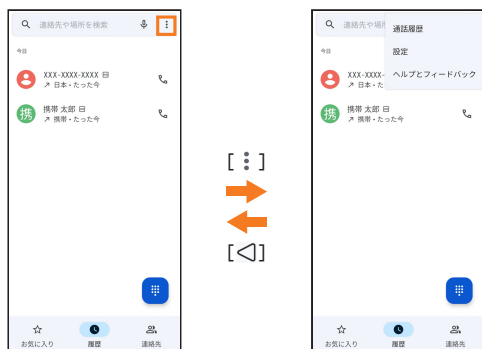 連絡先や場所を検索
今日
XXX-XXXX-XXXX
日本・たった今
携 携帯 太郎
携帯・たった今
お気に入り 履歴 連絡先
[ ⋮ ]
[◁]
連絡先や場所
通話履歴
設定
ヘルプとフィードバック
今日
XXX-XXXX-
日本・た
携 携帯 太郎
携帯・たった今
お気に入り 履歴 連絡先